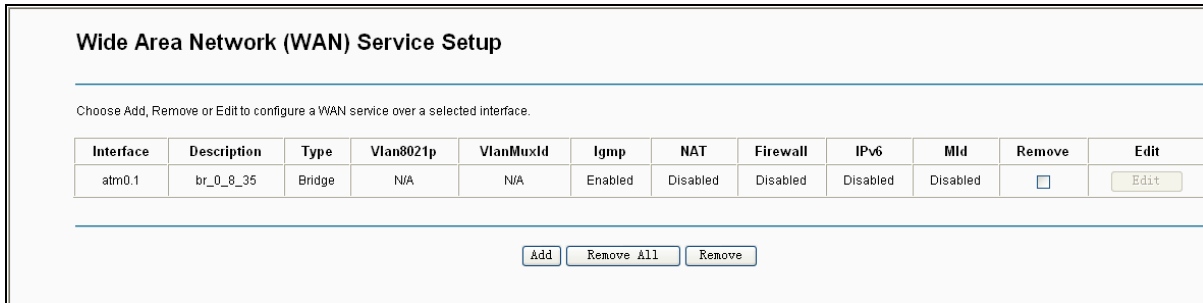 Wide Area Network (WAN) Service Setup
Choose Add, Remove or Edit to configure a WAN service over a selected interface.
Interface Description Type Vlan8021p VlanMuxId Igmp NAT Firewall IPv6 Mld Remove Edit
atm0.1 br_0_8_35 Bridge N/A N/A Enabled Disabled Disabled Disabled Disabled Edit
Add Remove All Remove